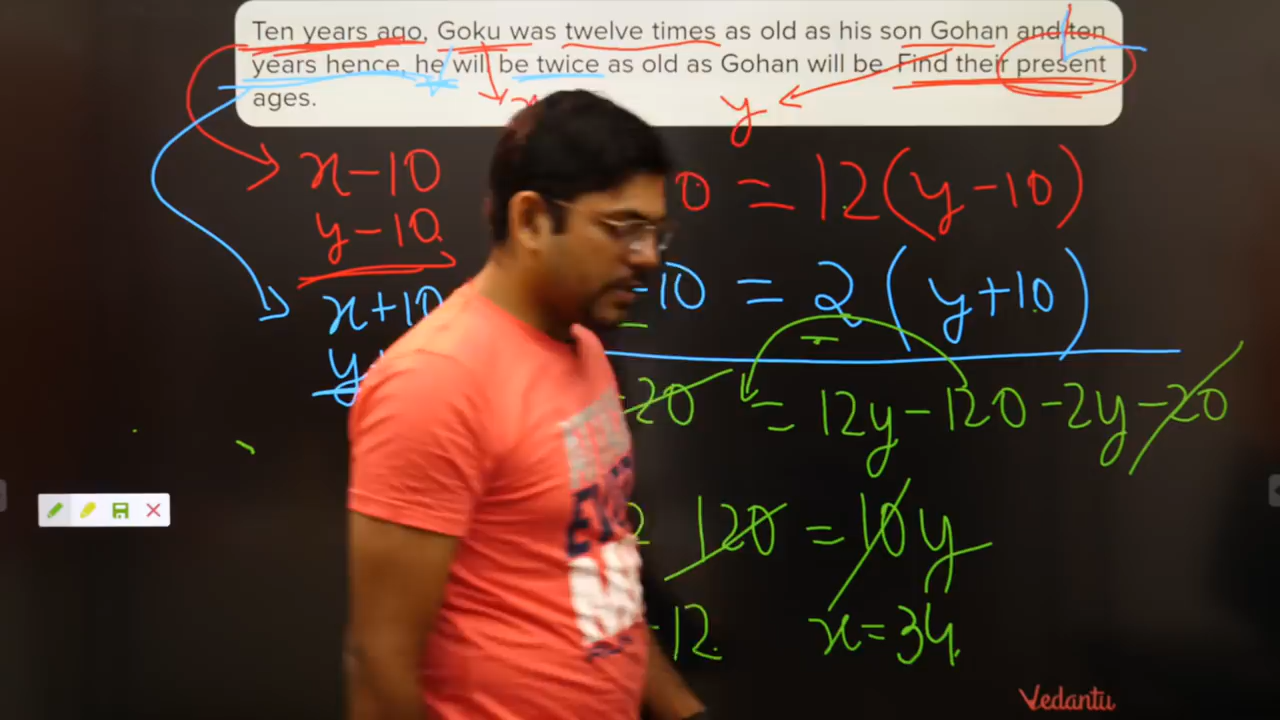 Ten years ago, Goku was twelve times as old as his son Gohan and ten
years hence, he will be twice as old as Gohan will be. Find their present
ages.
y
x-10
0 = 12(y-10)
y-10
x+10
-10 = 2(y+10)
y
-20 = 12y-120-2y-20
2 120 = 10y
-12 x=34
Vedantu